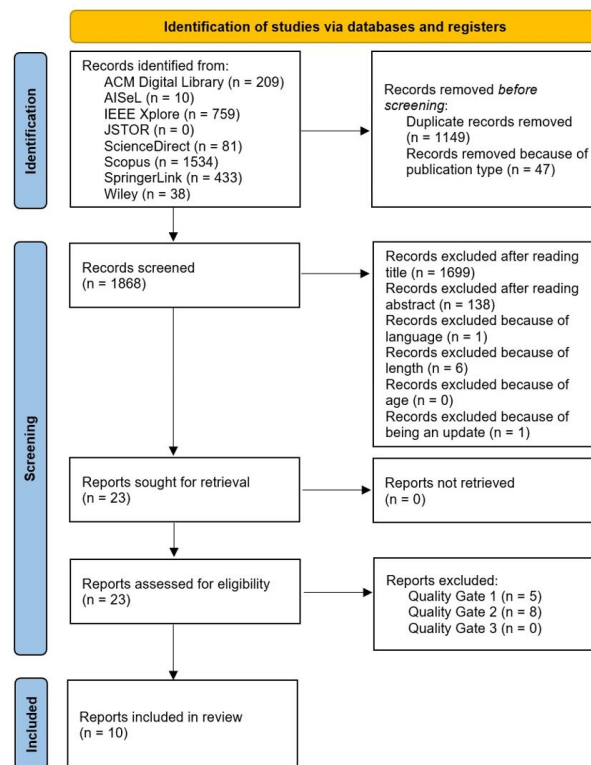 Identification of studies via databases and registers
Identification
Records identified from:
ACM Digital Library (n = 209)
AISeL (n = 10)
IEEE Xplore (n = 759)
JSTOR (n = 0)
ScienceDirect (n = 81)
Scopus (n = 1534)
SpringerLink (n = 433)
Wiley (n = 38)
Records removed before
screening:
Duplicate records removed
(n = 1149)
Records removed because of
publication type (n = 47)
Screening
Records screened
(n = 1868)
Records excluded after reading
title (n = 1699)
Records excluded after reading
abstract (n = 138)
Records excluded because of
language (n = 1)
Records excluded because of
length (n = 6)
Records excluded because of
age (n = 0)
Records excluded because of
being an update (n = 1)
Reports sought for retrieval
(n = 23)
Reports not retrieved
(n = 0)
Reports assessed for eligibility
(n = 23)
Reports excluded:
Quality Gate 1 (n = 5)
Quality Gate 2 (n = 8)
Quality Gate 3 (n = 0)
Included
Reports included in review
(n = 10)